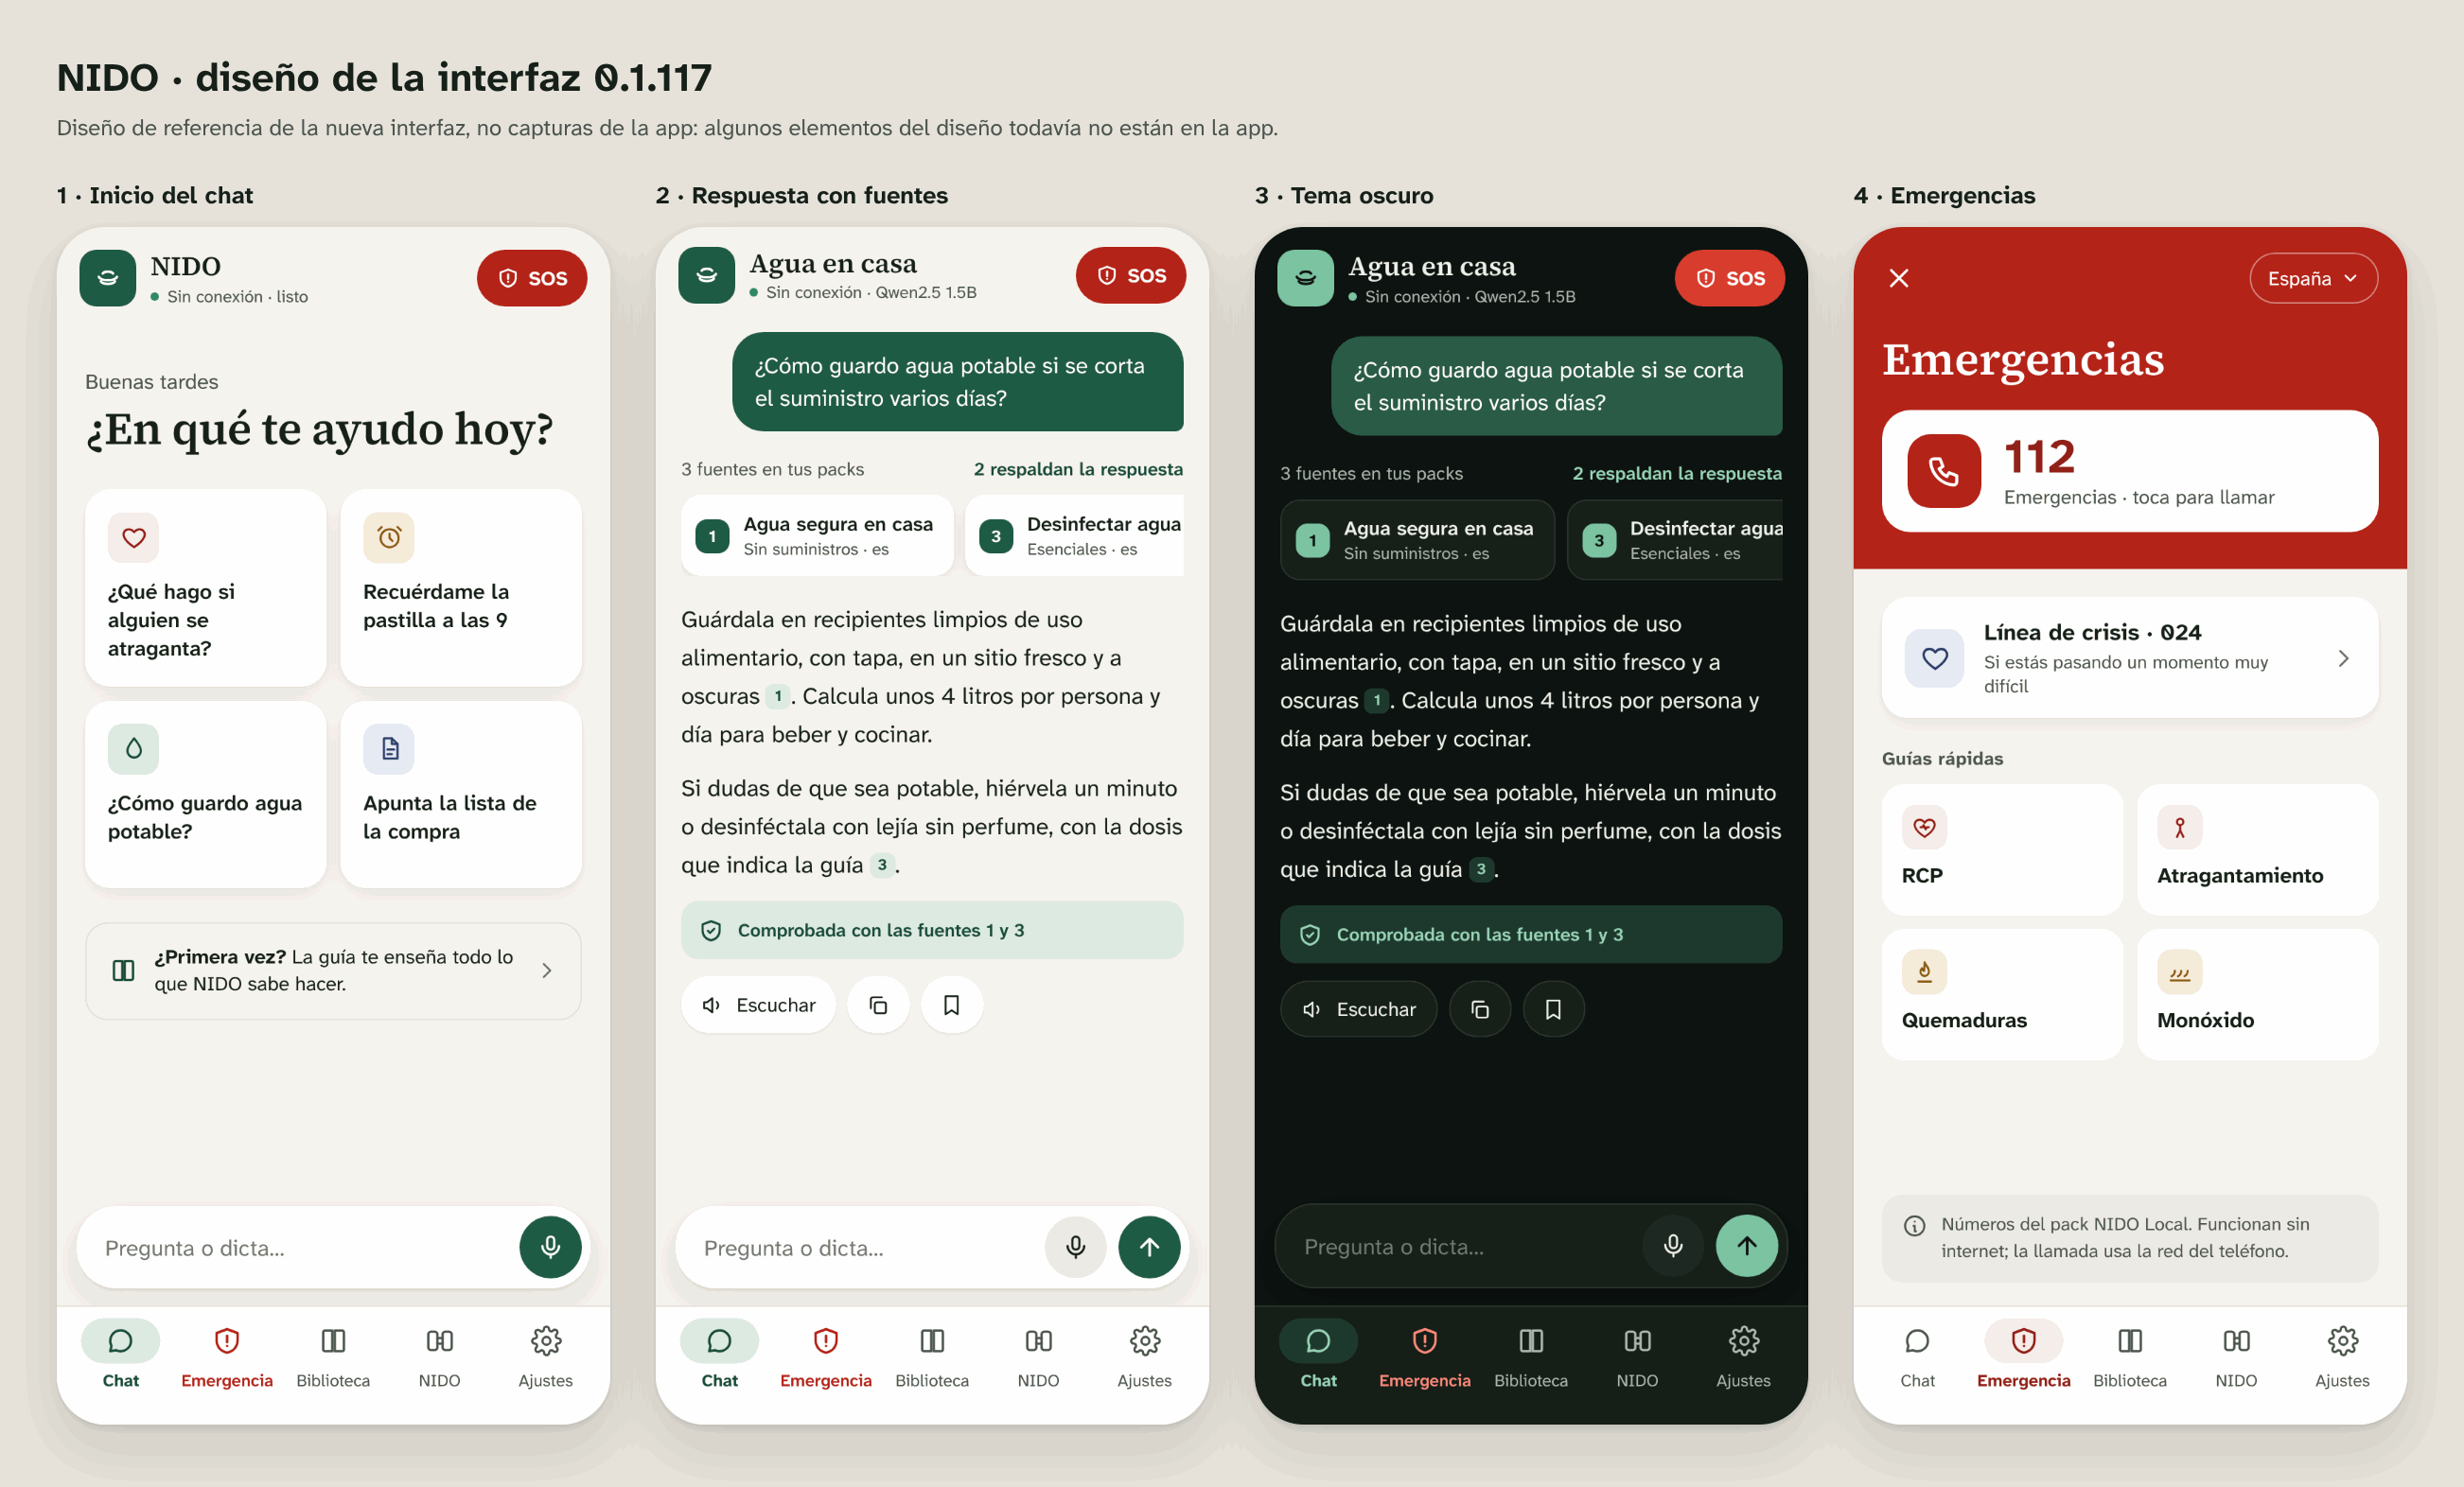 NIDO · diseño de la interfaz 0.1.117
Diseño de referencia de la nueva interfaz, no capturas de la app: algunos elementos del diseño todavía no están en la app.
1 · Inicio del chat
NIDO
Sin conexión · listo
SOS
Buenas tardes
¿En qué te ayudo hoy?
¿Qué hago si
alguien se
atraganta?
Recuérdame la
pastilla a las 9
¿Cómo guardo agua
potable?
Apunta la lista de
la compra
¿Primera vez? La guía te enseña todo lo
que NIDO sabe hacer.
Pregunta o dicta...
Chat
Emergencia
Biblioteca
NIDO
Ajustes
2 · Respuesta con fuentes
Agua en casa
Sin conexión · Qwen2.5 1.5B
SOS
¿Cómo guardo agua potable si se corta
el suministro varios días?
3 fuentes en tus packs
2 respaldan la respuesta
1
Agua segura en casa
Sin suministros · es
3
Desinfectar agua
Esenciales · es
Guárdala en recipientes limpios de uso
alimentario, con tapa, en un sitio fresco y a
oscuras 1. Calcula unos 4 litros por persona y
día para beber y cocinar.
Si dudas de que sea potable, hiérvela un minuto
o desinféctala con lejía sin perfume, con la dosis
que indica la guía 3.
Comprobada con las fuentes 1 y 3
Escuchar
Pregunta o dicta...
Chat
Emergencia
Biblioteca
NIDO
Ajustes
3 · Tema oscuro
Agua en casa
Sin conexión · Qwen2.5 1.5B
SOS
¿Cómo guardo agua potable si se corta
el suministro varios días?
3 fuentes en tus packs
2 respaldan la respuesta
1
Agua segura en casa
Sin suministros · es
3
Desinfectar agua
Esenciales · es
Guárdala en recipientes limpios de uso
alimentario, con tapa, en un sitio fresco y a
oscuras 1. Calcula unos 4 litros por persona y
día para beber y cocinar.
Si dudas de que sea potable, hiérvela un minuto
o desinféctala con lejía sin perfume, con la dosis
que indica la guía 3.
Comprobada con las fuentes 1 y 3
Escuchar
Pregunta o dicta...
Chat
Emergencia
Biblioteca
NIDO
Ajustes
4 · Emergencias
España
Emergencias
112
Emergencias · toca para llamar
Línea de crisis · 024
Si estás pasando un momento muy
difícil
Guías rápidas
RCP
Atragantamiento
Quemaduras
Monóxido
Números del pack NIDO Local. Funcionan sin
internet; la llamada usa la red del teléfono.
Chat
Emergencia
Biblioteca
NIDO
Ajustes